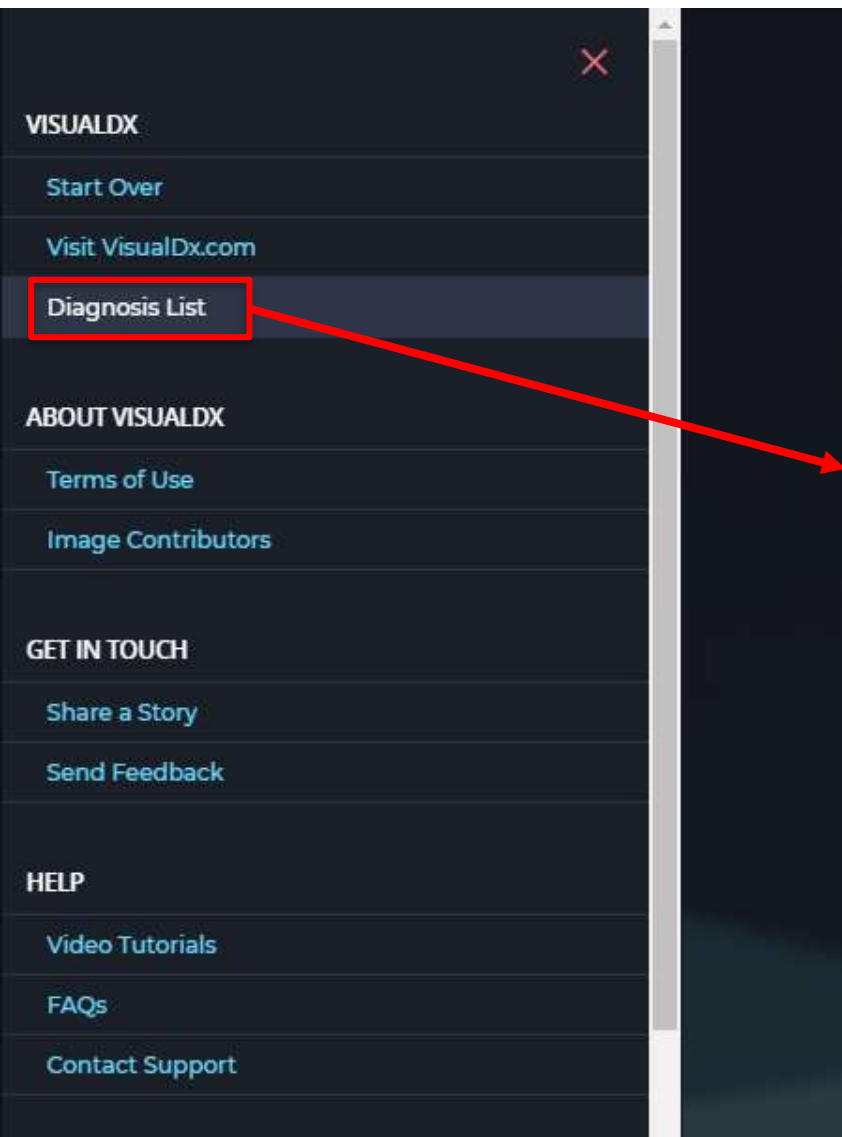 VISUALDX
Start Over
Visit VisualDx.com
Diagnosis List
ABOUT VISUALDX
Terms of Use
Image Contributors
GET IN TOUCH
Share a Story
Send Feedback
HELP
Video Tutorials
FAQs
Contact Support